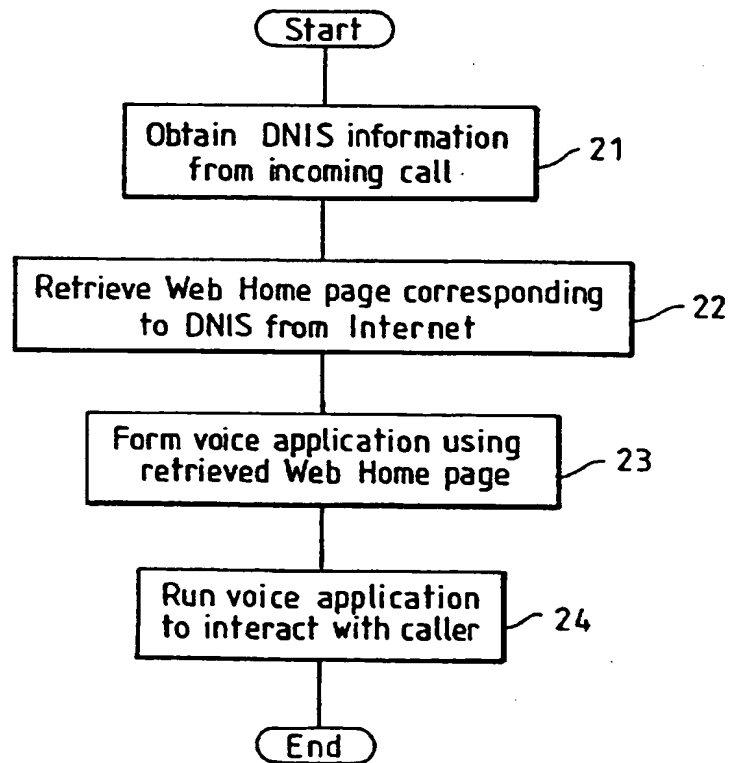 Start
Obtain DNIS information
from incoming call
21
Retrieve Web Home page corresponding
to DNIS from Internet
22
Form voice application using
retrieved Web Home page
23
Run voice application
to interact with caller
24
End